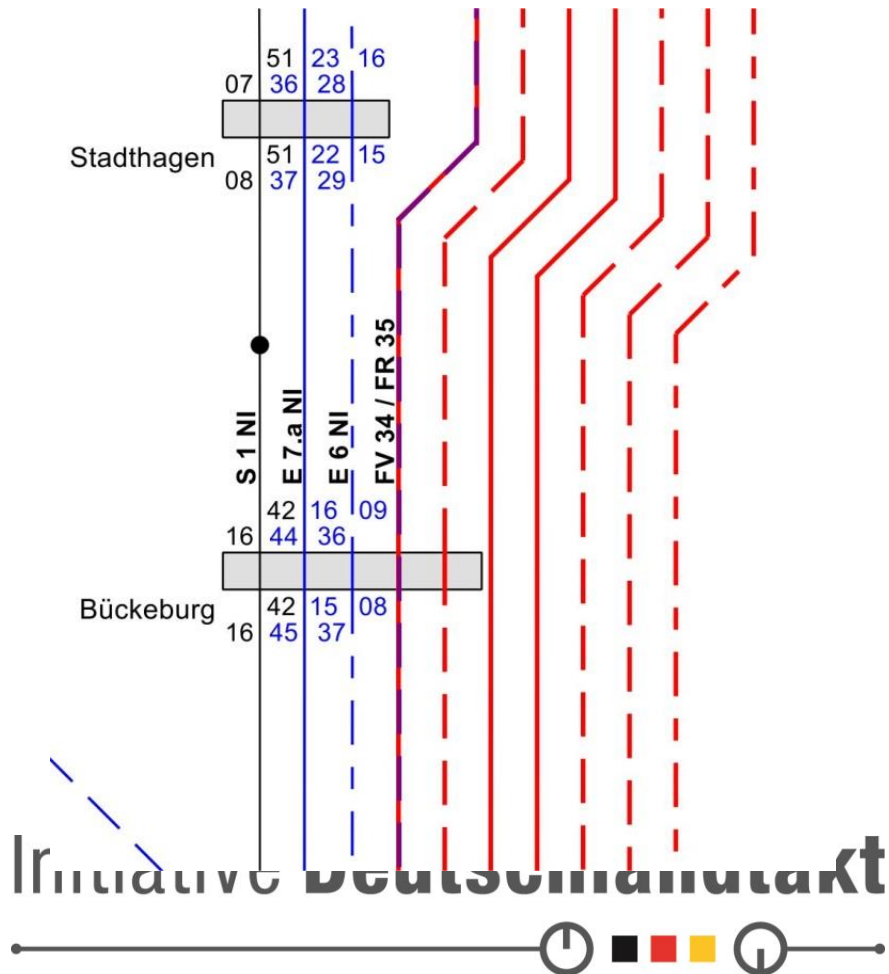 51 23 16
07 36 28
Stadthagen
51 22 15
08 37 29
S 1 NI
E 7.a NI
E 6 NI
FV 34 / FR 35
42 16 09
16 44 36
Bückeburg
42 15 08
16 45 37
Initiative Deutschlandtakt